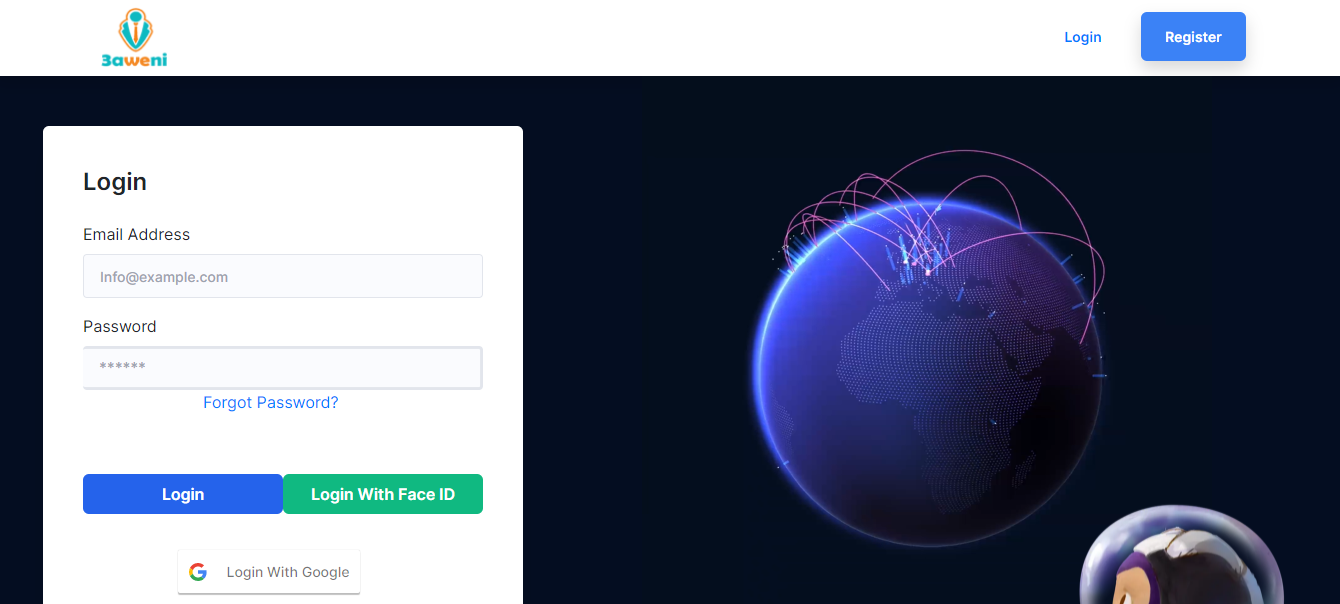 3aweni
Login
Register
Login
Email Address
Info@example.com
Password
******
Forgot Password?
Login
Login With Face ID
Login With Google